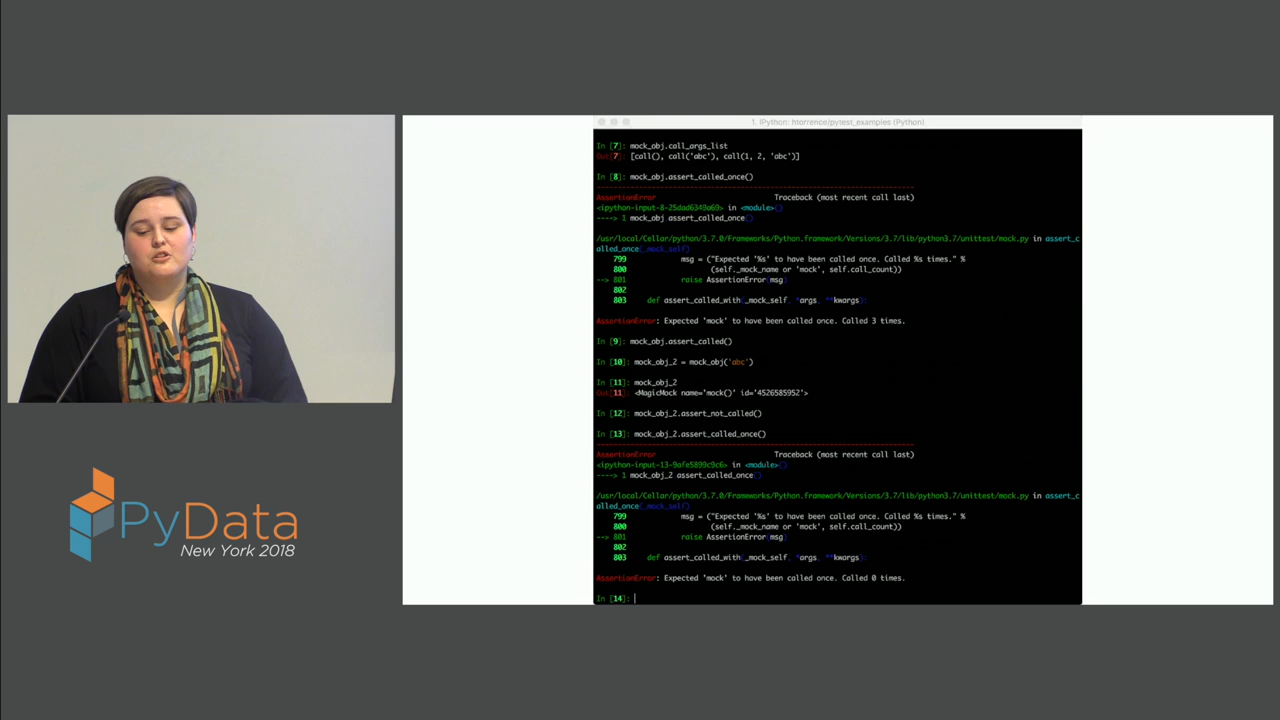 1. IPython: htorrence/pytest_examples (Python)
In [7]: mock_obj.call_args_list
Out[7]: [call(), call('abc'), call(1, 2, 'abc')]
In [8]: mock_obj.assert_called_once()
AssertionError Traceback (most recent call last)
<ipython-input-8-25dad6349a69> in <module>()
----> 1 mock_obj assert_called_once()
/usr/local/Cellar/python/3.7.0/Frameworks/Python.framework/Versions/3.7/lib/python3.7/unittest/mock.py in assert_c
alled_once(_mock_self)
799 msg = ("Expected '%s' to have been called once. Called %s times." %
800 (self._mock_name or 'mock', self.call_count))
--> 801 raise AssertionError(msg)
802
803 def assert_called_with(_mock_self, *args, **kwargs):
AssertionError: Expected 'mock' to have been called once. Called 3 times.
In [9]: mock_obj.assert_called()
In [10]: mock_obj_2 = mock_obj('abc')
In [11]: mock_obj_2
Out[11]: <MagicMock name='mock()' id='4526585952'>
In [12]: mock_obj_2.assert_not_called()
In [13]: mock_obj_2.assert_called_once()
AssertionError Traceback (most recent call last)
<ipython-input-13-9afe5899c9c6> in <module>()
----> 1 mock_obj_2 assert_called_once()
/usr/local/Cellar/python/3.7.0/Frameworks/Python.framework/Versions/3.7/lib/python3.7/unittest/mock.py in assert_c
alled_once(_mock_self)
799 msg = ("Expected '%s' to have been called once. Called %s times." %
800 (self._mock_name or 'mock', self.call_count))
--> 801 raise AssertionError(msg)
802
803 def assert_called_with(_mock_self, *args, **kwargs):
AssertionError: Expected 'mock' to have been called once. Called 0 times.
In [14]:
PyData
New York 2018